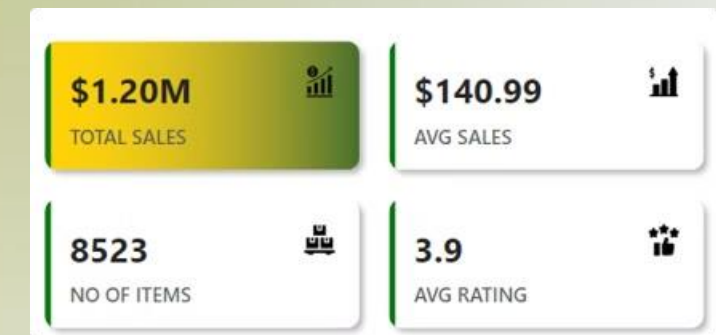 $1.20M
TOTAL SALES
$140.99
AVG SALES
8523
NO OF ITEMS
3.9
AVG RATING